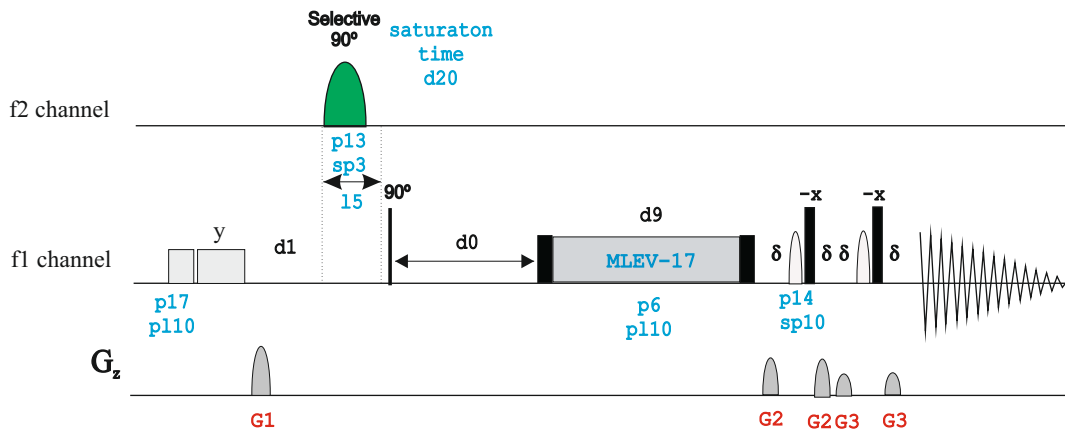 Selective
90º
saturaton
time
d20
f2 channel
p13
sp3
l5
90º
y
d1
d0
d9
-x
-x
f1 channel
MLEV-17
δ
δ
δ
δ
p17
pl10
p6
pl10
p14
sp10
Gz
G1
G2
G2
G3
G3